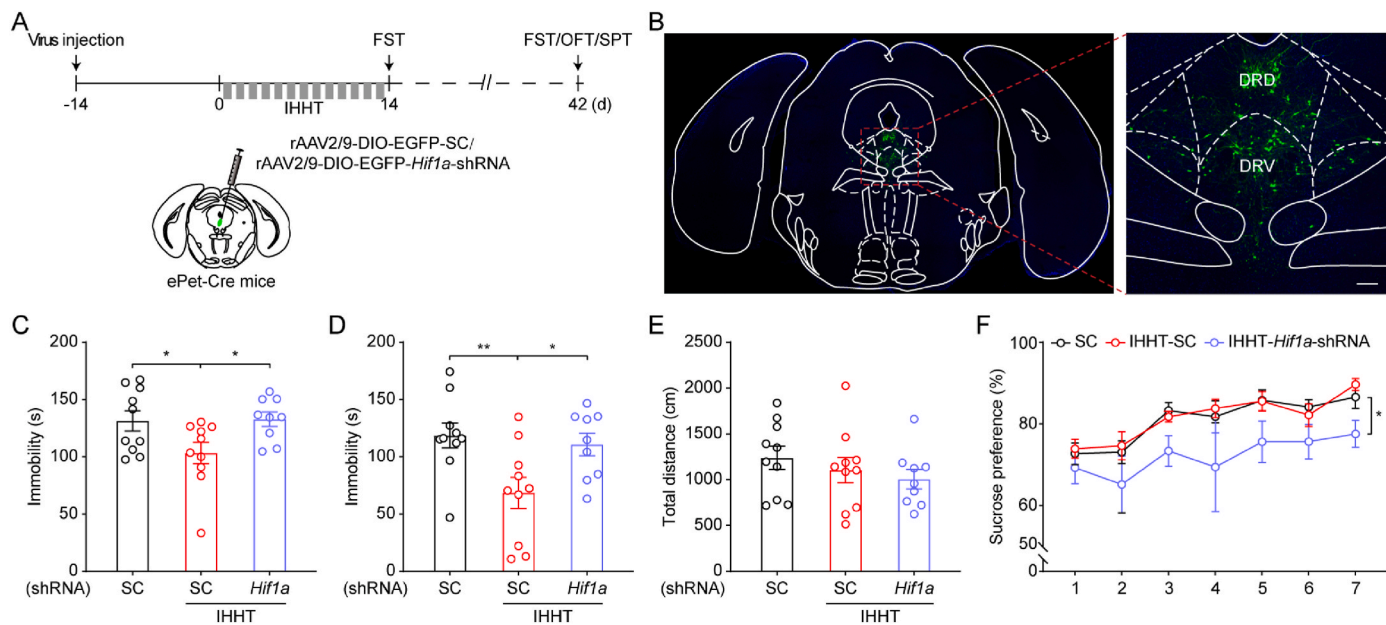 A
Virus injection
FST
FST/OFT/SPT
-14
0
IHHT
14
42 (d)
rAAV2/9-DIO-EGFP-SC/
rAAV2/9-DIO-EGFP-Hif1a-shRNA
ePet-Cre mice
B
DRD
DRV
C
Immobility (s)
200
150
100
50
0
* *
(shRNA) SC SC Hif1a
IHHT
D
Immobility (s)
200
150
100
50
0
** *
(shRNA) SC SC Hif1a
IHHT
E
Total distance (cm)
2500
2000
1500
1000
500
0
(shRNA) SC SC Hif1a
IHHT
F
SC IHHT-SC IHHT-Hif1a-shRNA
Sucrose preference (%)
100
80
60
50
0
*
1 2 3 4 5 6 7